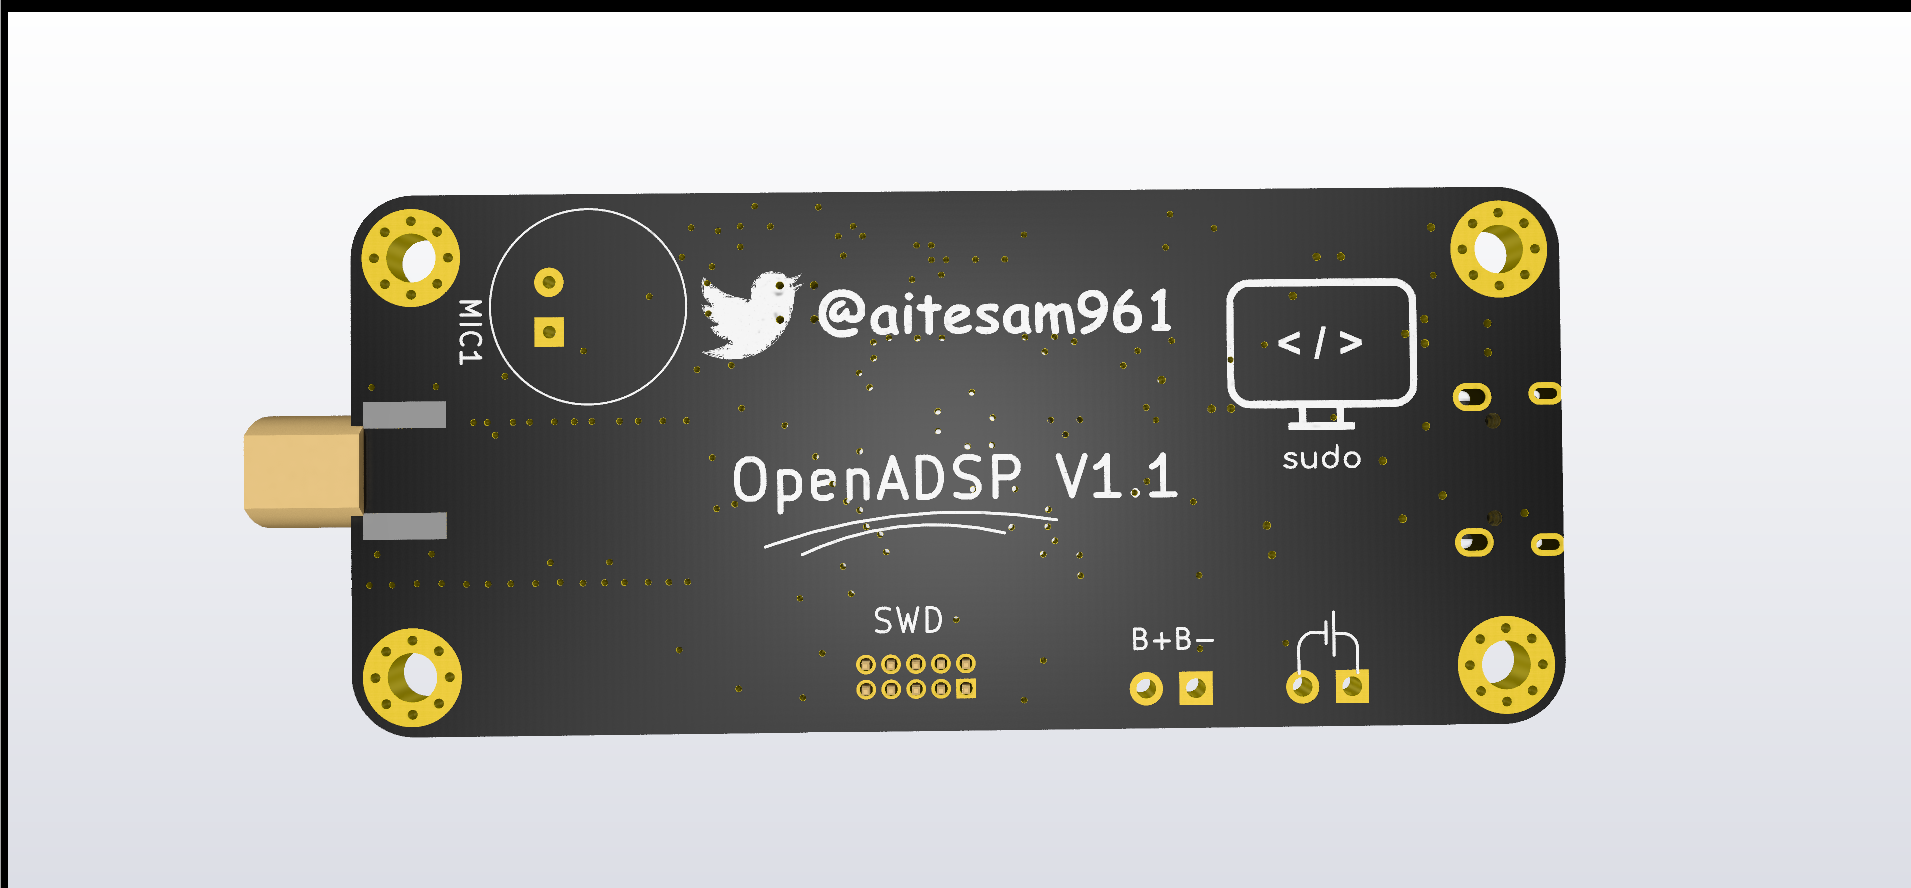 MIC1
@aitesam961
</>
sudo
OpenADSP V1.1
SWD
B+B-